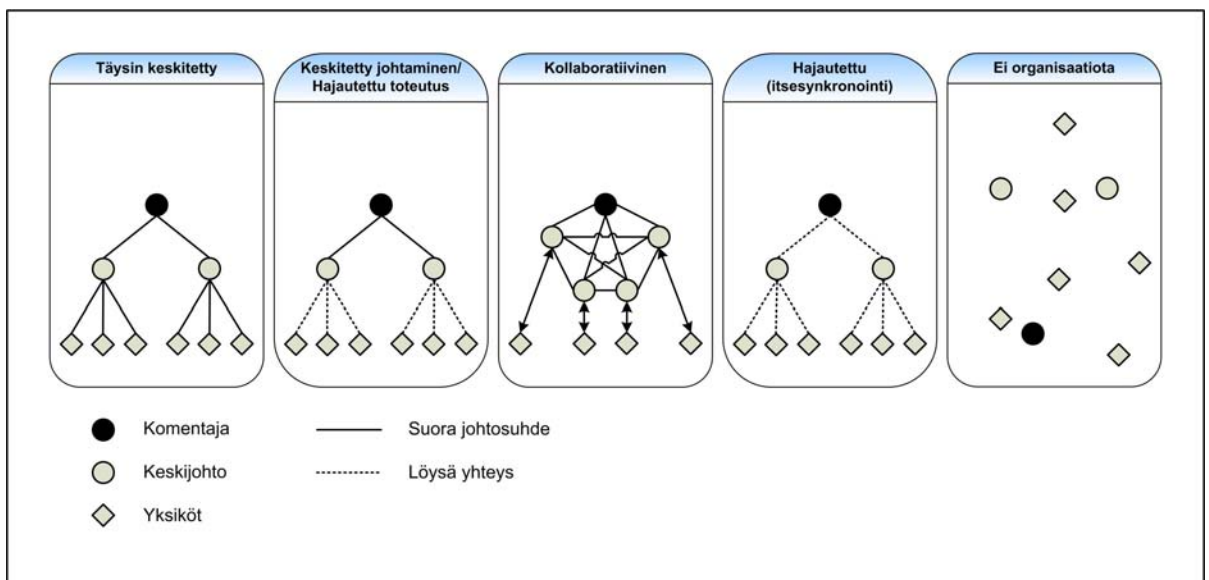 Täysin keskitetty
Keskitetty johtaminen/
Hajautettu toteutus
Kollaboratiivinen
Hajautettu
(itsesynkronointi)
Ei organisaatiota
Komentaja
Suora johtosuhde
Keskijohto
Löysä yhteys
Yksiköt